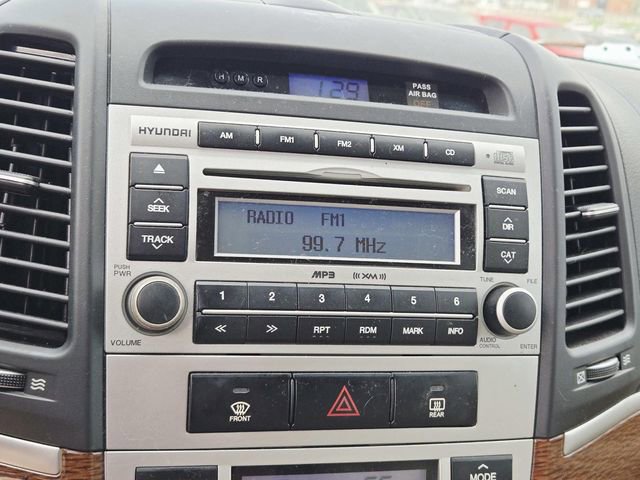 H M R
1:29
PASS
AIR BAG
OFF
HYUNDAI
AM FM1 FM2 XM CD
SEEK
TRACK
RADIO FM1
99.7 MHz
SCAN
DIR
CAT
PUSH
PWR
VOLUME
MP3 ((XM))
TUNE FILE
1 2 3 4 5 6
RPT RDM MARK INFO
AUDIO
CONTROL ENTER
FRONT
REAR
MODE